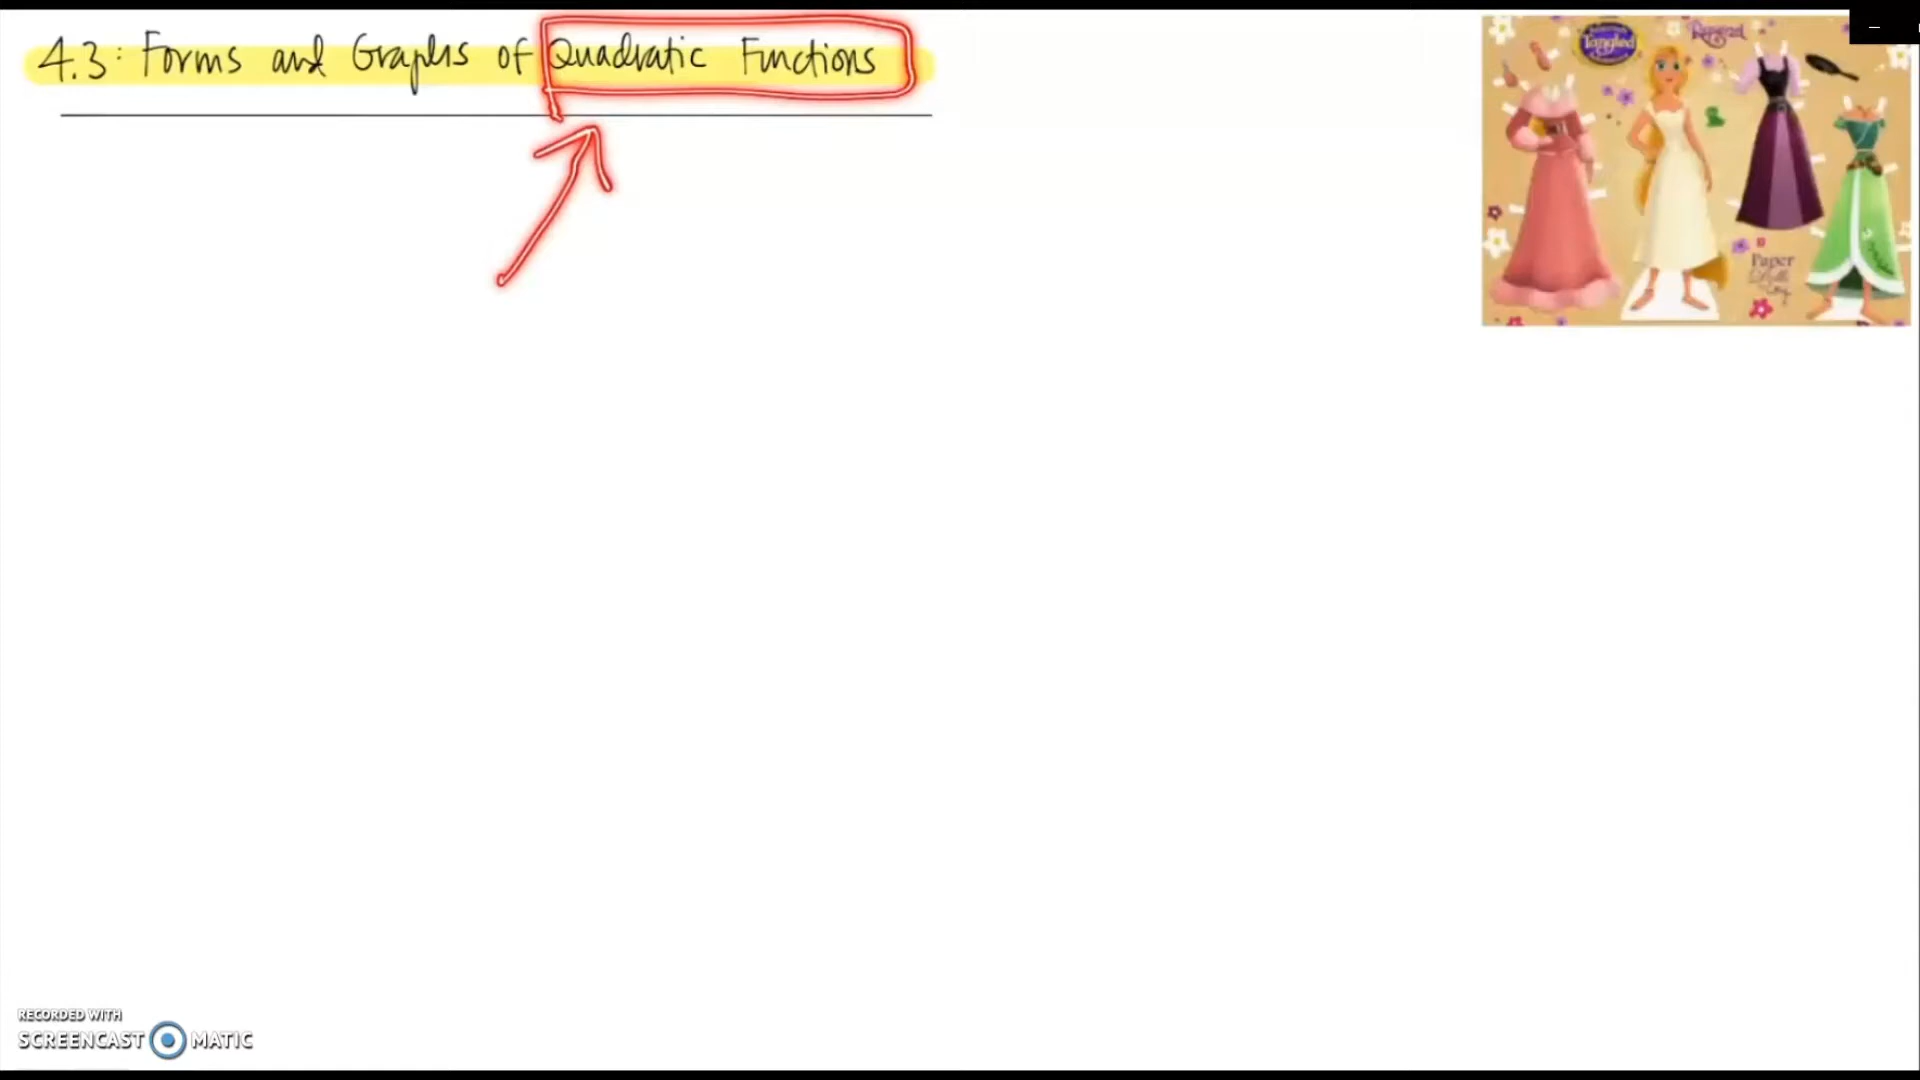 4.3: Forms and Graphs of Quadratic Functions
Tangled
Rapunzel
Paper
RECORDED WITH
SCREENCAST MATIC